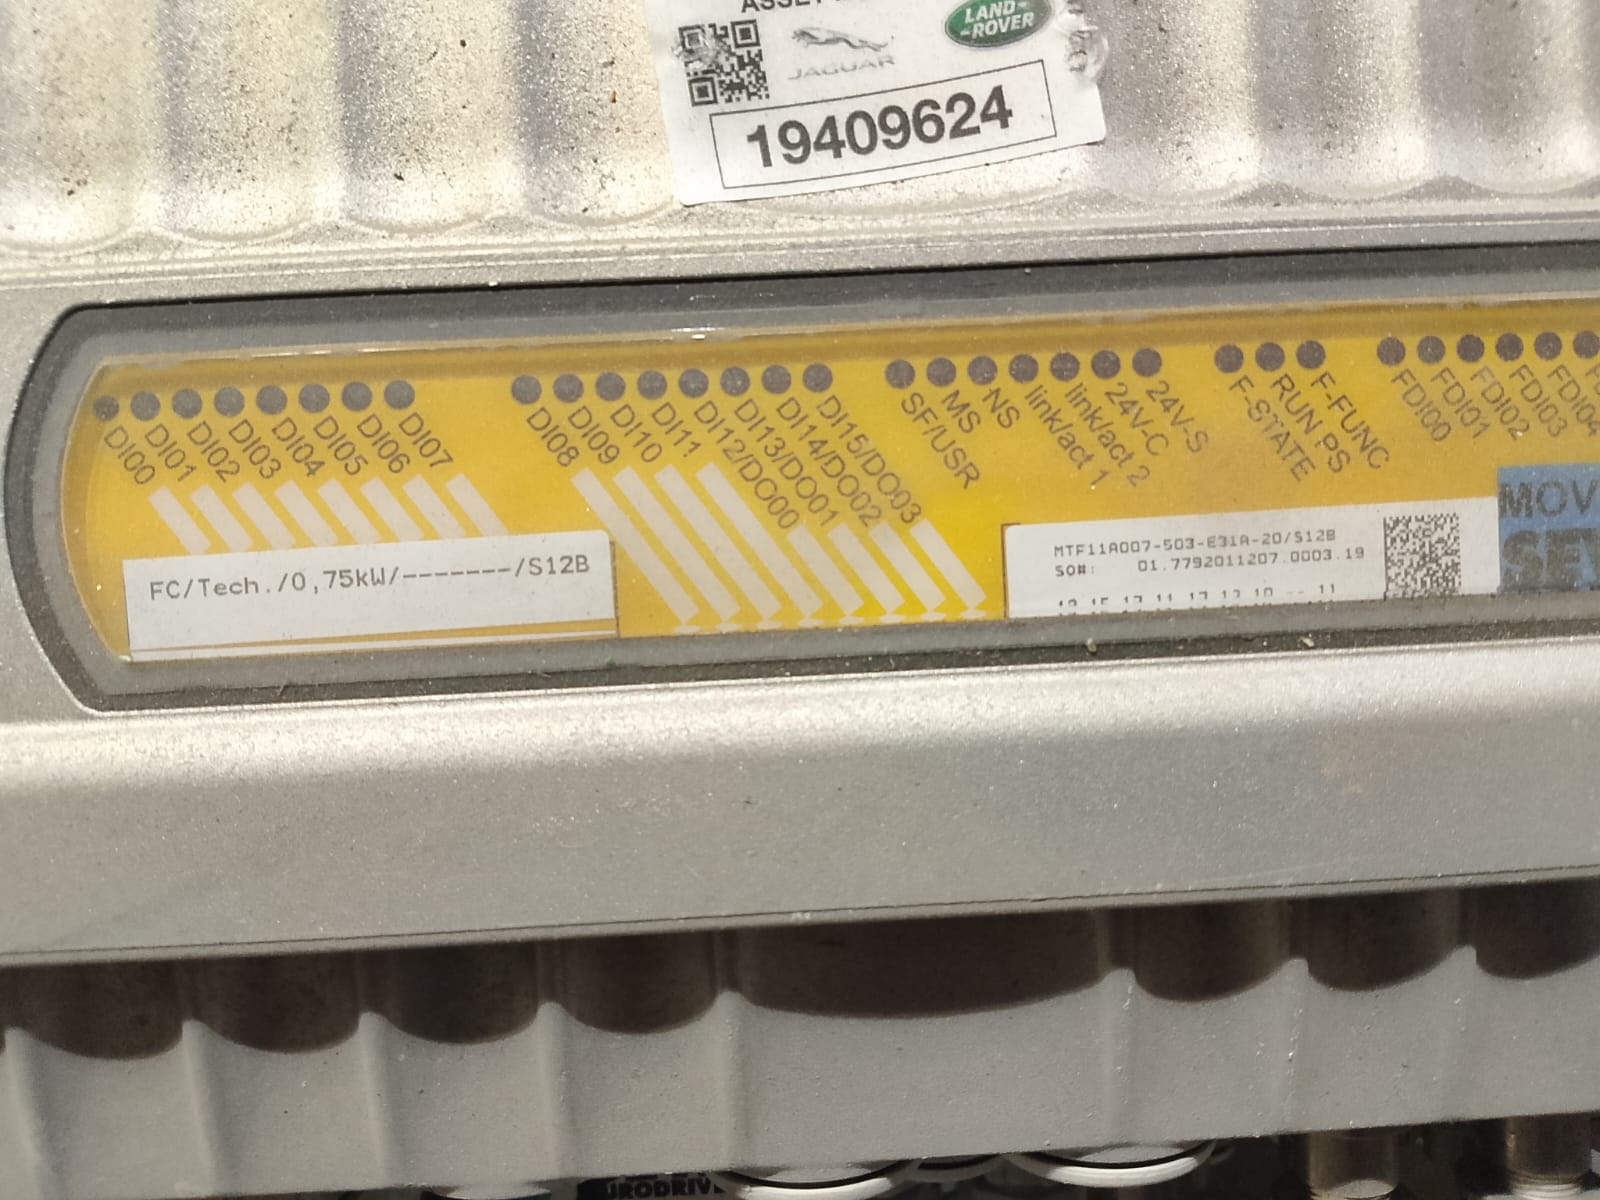 LAND-
-ROVER
JAGUAR
19409624
DI00
DI01
DI02
DI03
DI04
DI05
DI06
DI07
DI08
DI09
DI10
DI11
DI12/DO00
DI13/DO01
DI14/DO02
DI15/DO03
SF/USR
MS
NS
link/act 1
link/act 2
24V-C
24V-S
F-STATE
RUN PS
F-FUNC
FDI00
FDI01
FDI02
FDI03
FDI04
FC/Tech./0,75kW/-------/S12B
MTF11A007-503-E31A-20/S12B
SO#: 01.7792011207.0003.19
MOV